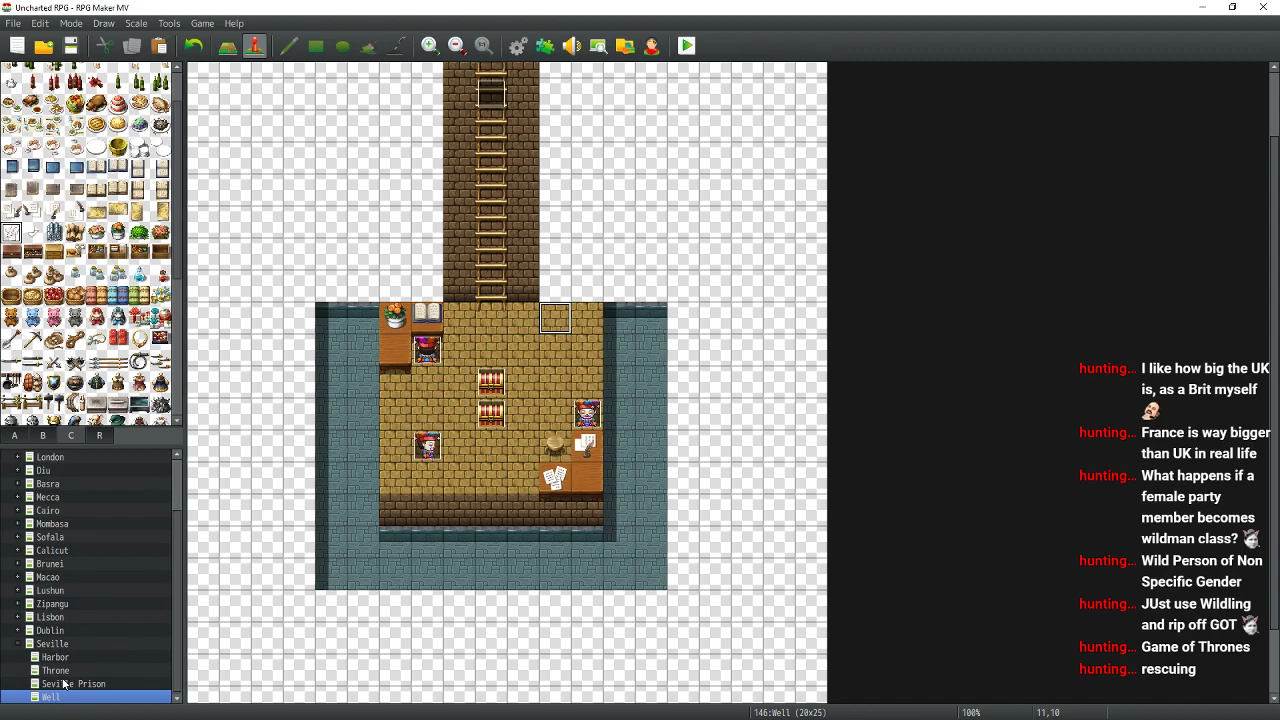 Uncharted RPG - RPG Maker MV
File Edit Mode Draw Scale Tools Game Help
A B C R
London
Diu
Basra
Mecca
Cairo
Mombasa
Sofala
Calicut
Brunei
Macao
Lushun
Zipangu
Lisbon
Dublin
Seville
Harbor
Throne
Seville Prison
Well
hunting... I like how big the UK
is, as a Brit myself
hunting... France is way bigger
than UK in real life
hunting... What happens if a
female party
member becomes
wildman class?
hunting... Wild Person of Non
Specific Gender
hunting... JUst use Wildling
and rip off GOT
hunting... Game of Thrones
hunting... rescuing
146:Well (20x25) 100% 11,10